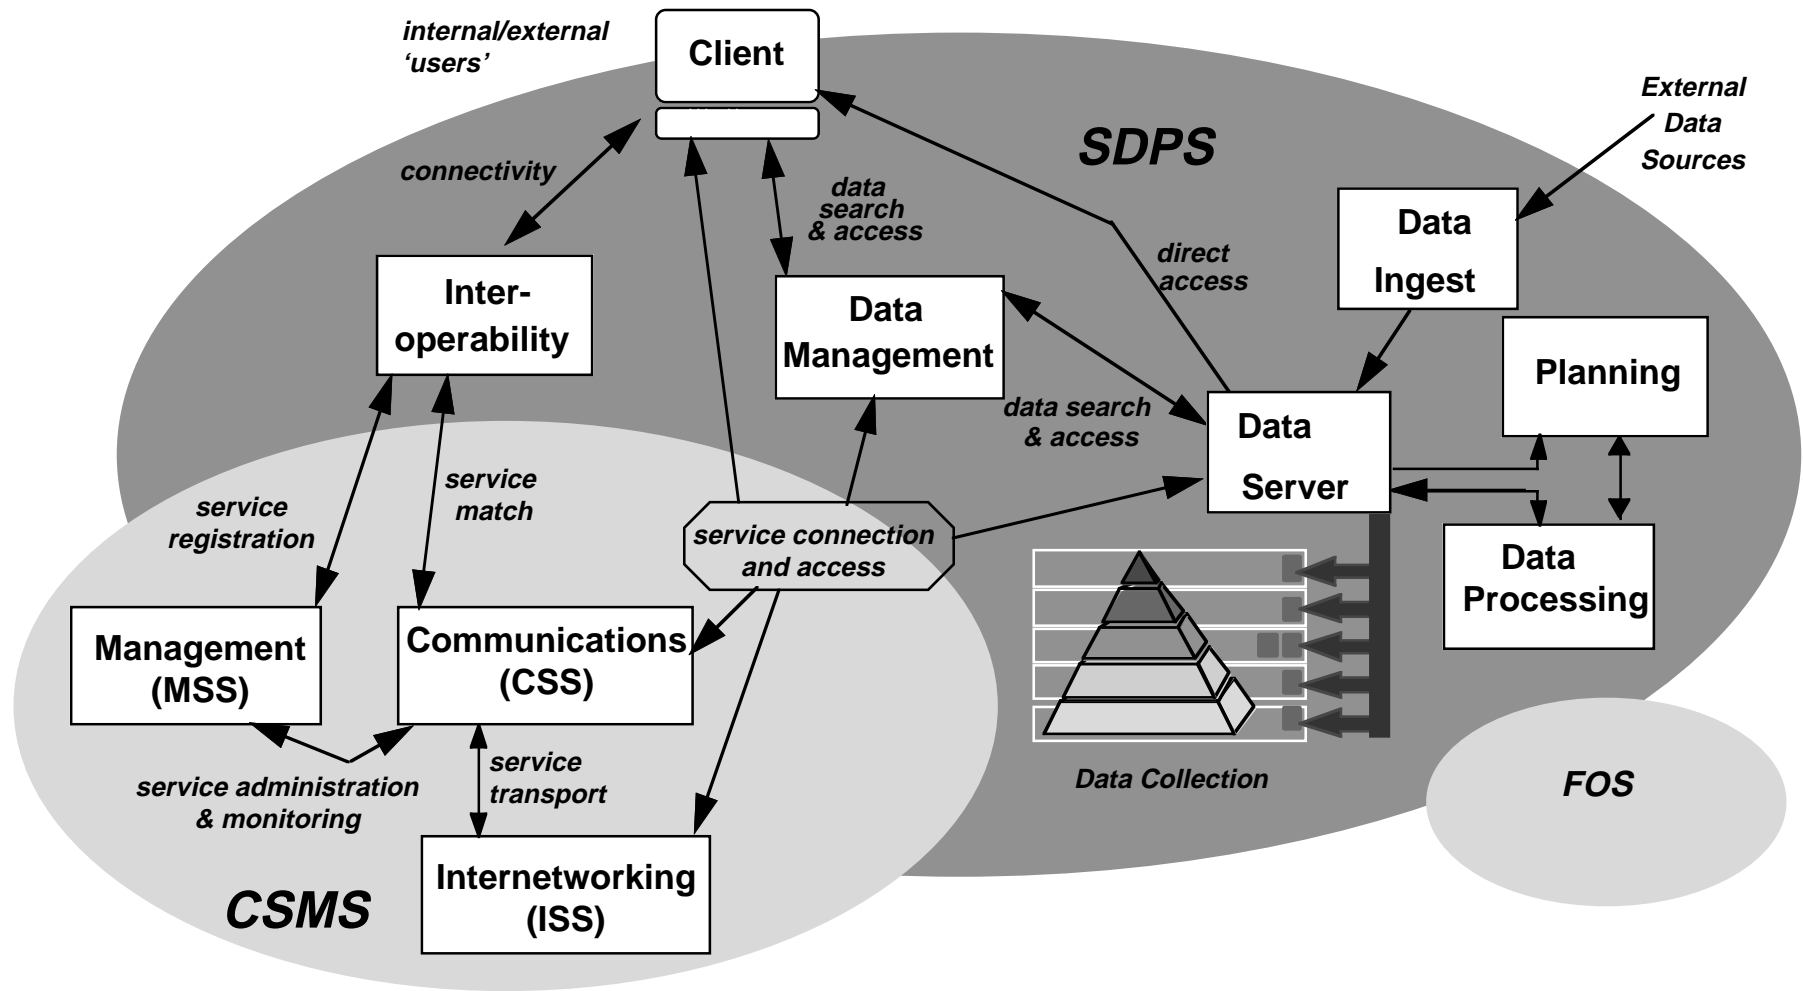 internal/external
‘users’
Client
External
Data
Sources
SDPS
connectivity
data
search
& access
direct
access
Data
Ingest
Inter-
operability
Data
Management
Planning
data search
& access
Data
Server
service
match
service
registration
service connection
and access
Data
Processing
Management
(MSS)
Communications
(CSS)
service administration
& monitoring
service
transport
Data Collection
FOS
Internetworking
(ISS)
CSMS